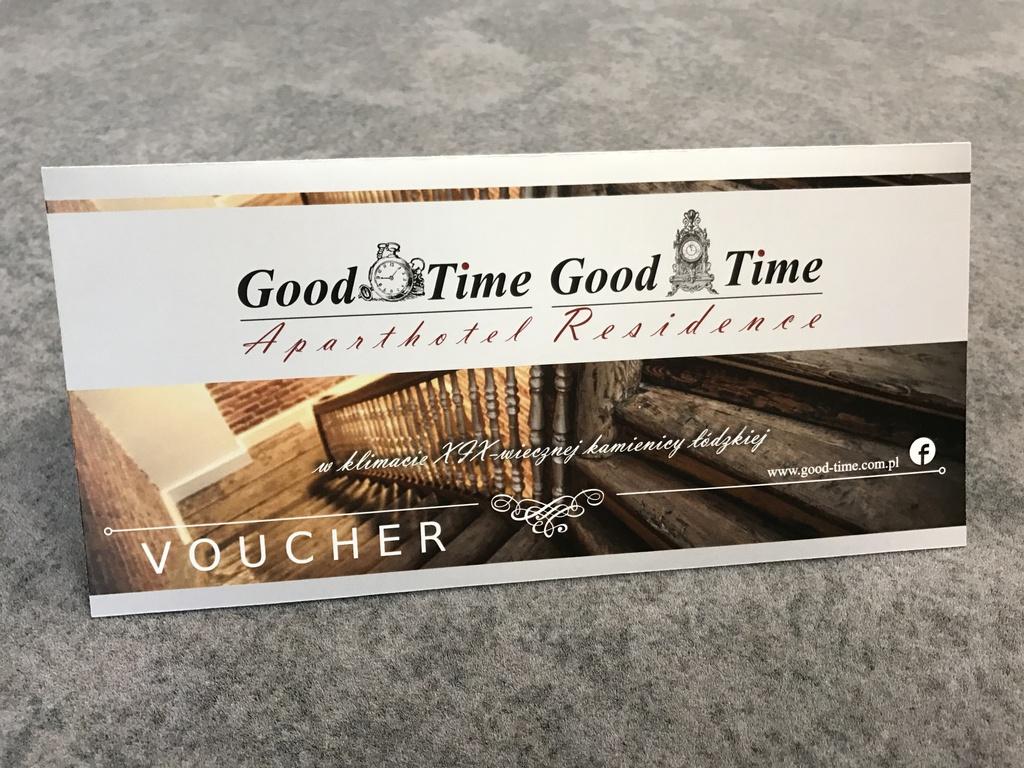 Good Time Good Time
Aparthotel Residence
w klimacie XIX-wiecznej kamienicy łódzkiej
www.good-time.com.pl f
VOUCHER